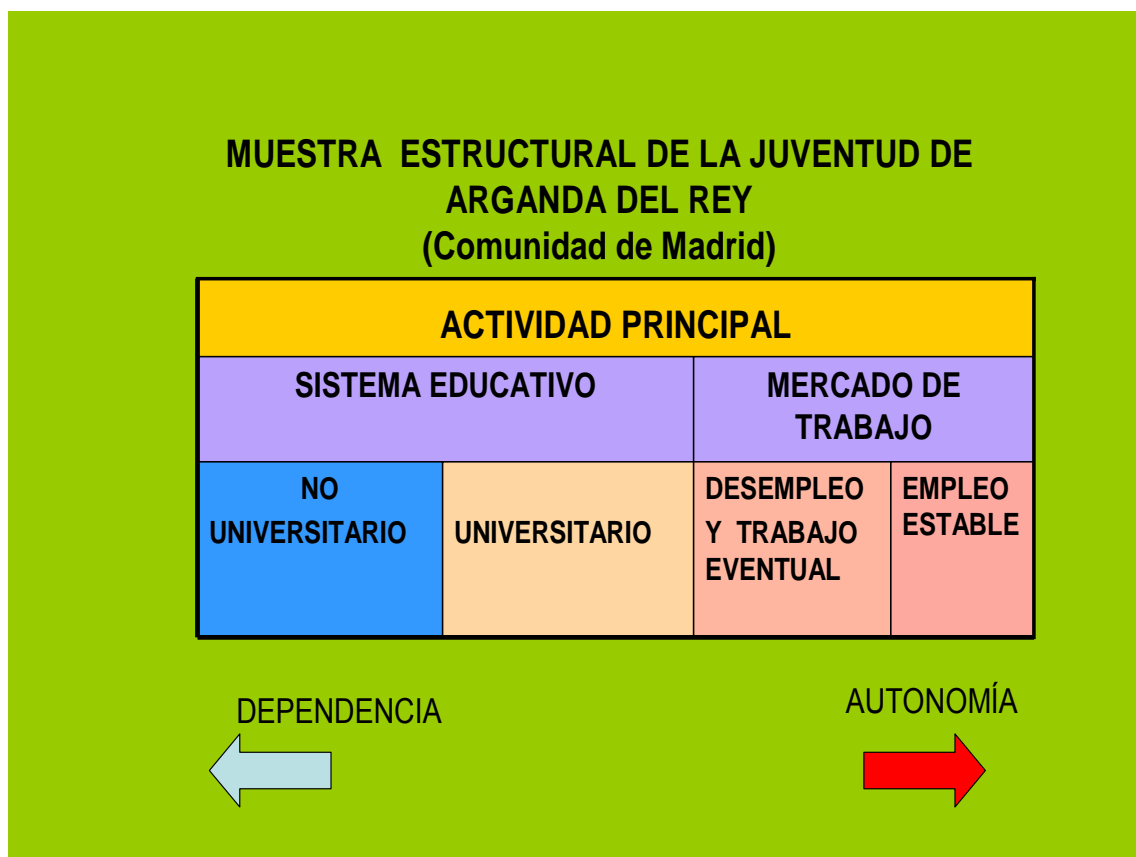 MUESTRA ESTRUCTURAL DE LA JUVENTUD DE
ARGANDA DEL REY
(Comunidad de Madrid)
ACTIVIDAD PRINCIPAL
SISTEMA EDUCATIVO
MERCADO DE
TRABAJO
NO
UNIVERSITARIO
UNIVERSITARIO
DESEMPLEO
Y TRABAJO
EVENTUAL
EMPLEO
ESTABLE
DEPENDENCIA
AUTONOMÍA